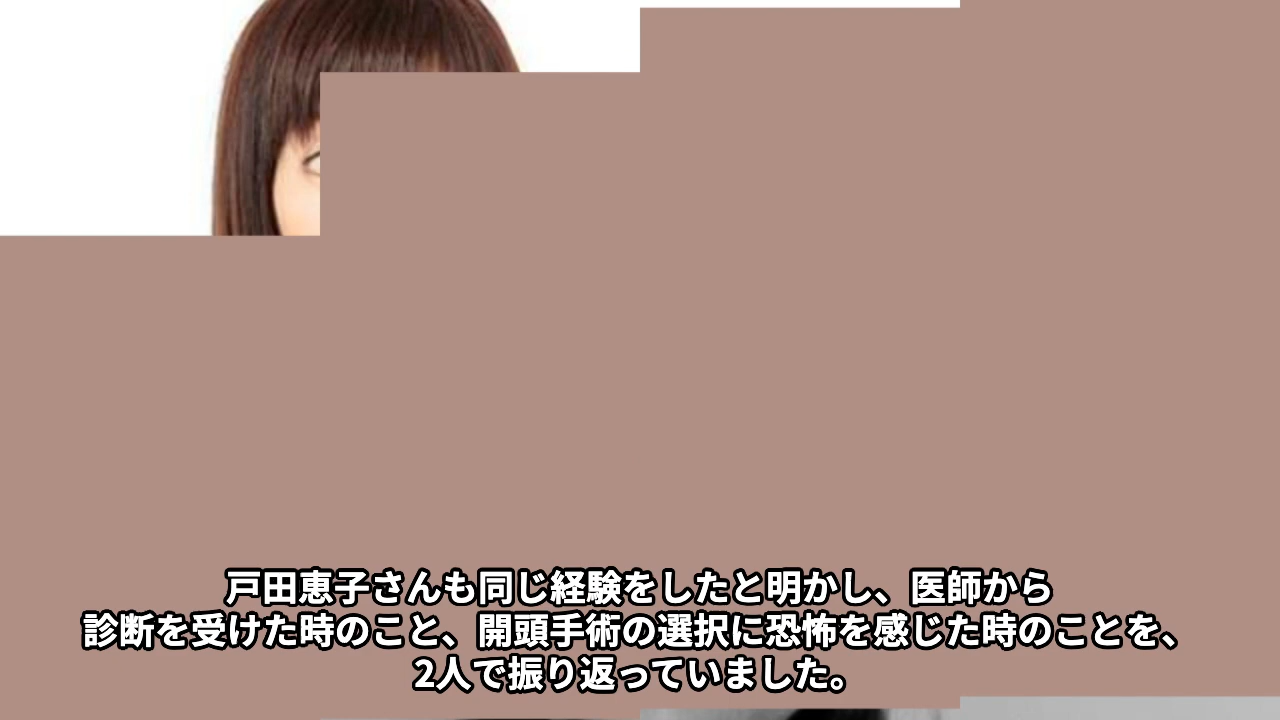 戸田恵子さんも同じ経験をしたと明かし、医師から
診断を受けた時のこと、開頭手術の選択に恐怖を感じた時のことを、
2人で振り返っていました。